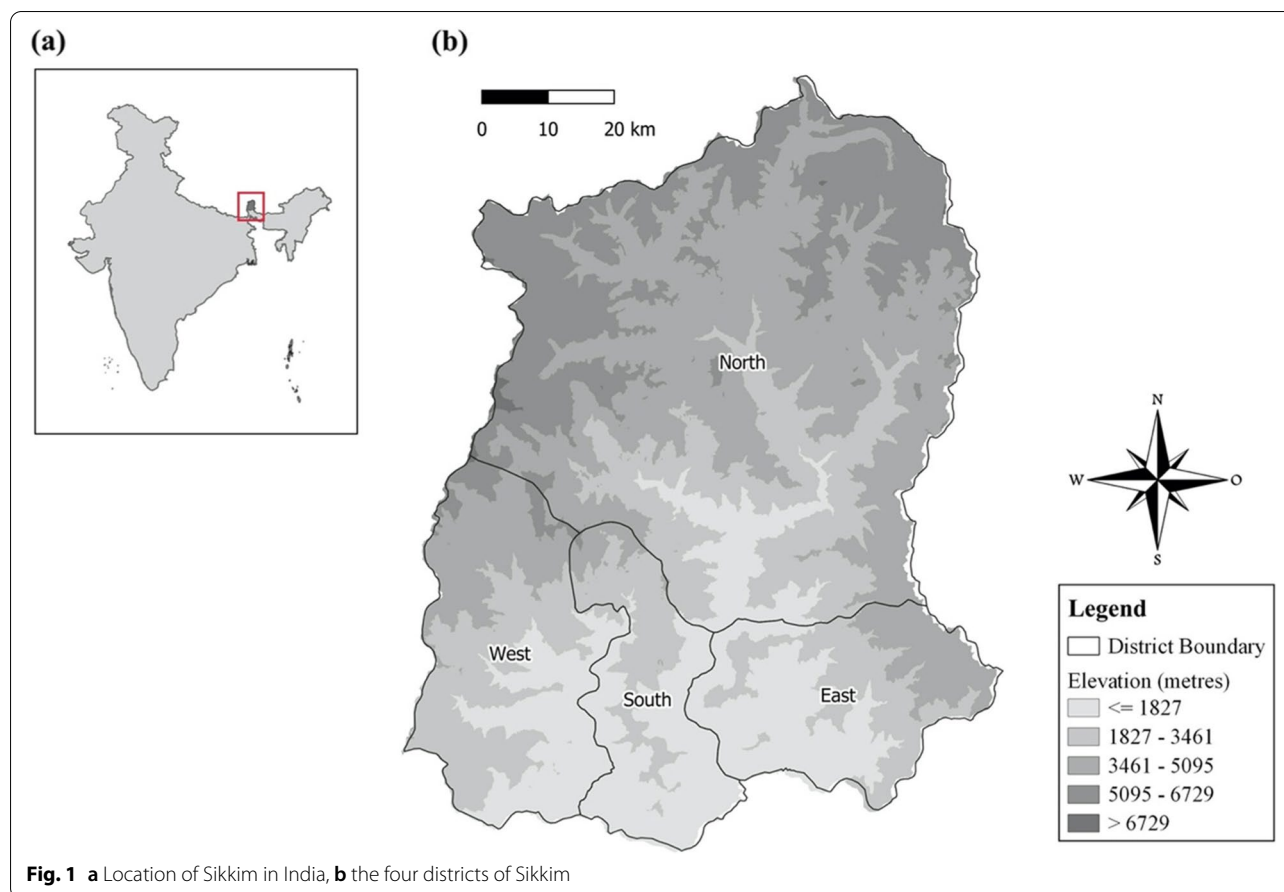 (a)
(b)
0 10 20 km
North
West
South
East
N
W O
S
Legend
District Boundary
Elevation (metres)
<= 1827
1827 - 3461
3461 - 5095
5095 - 6729
> 6729
Fig. 1 a Location of Sikkim in India, b the four districts of Sikkim